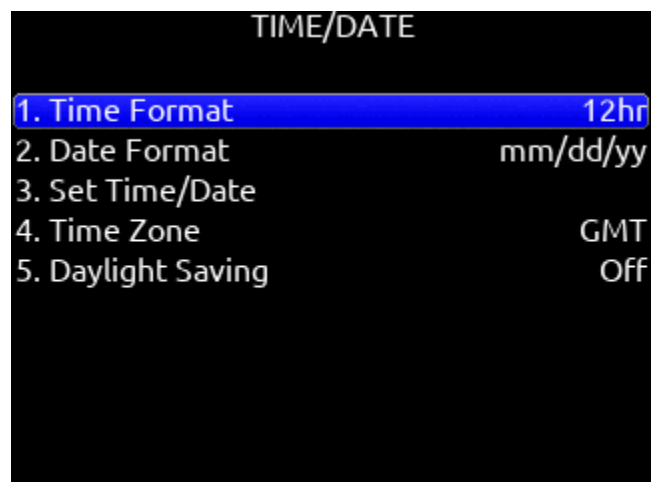 TIME/DATE
1. Time Format 12hr
2. Date Format mm/dd/yy
3. Set Time/Date
4. Time Zone GMT
5. Daylight Saving Off